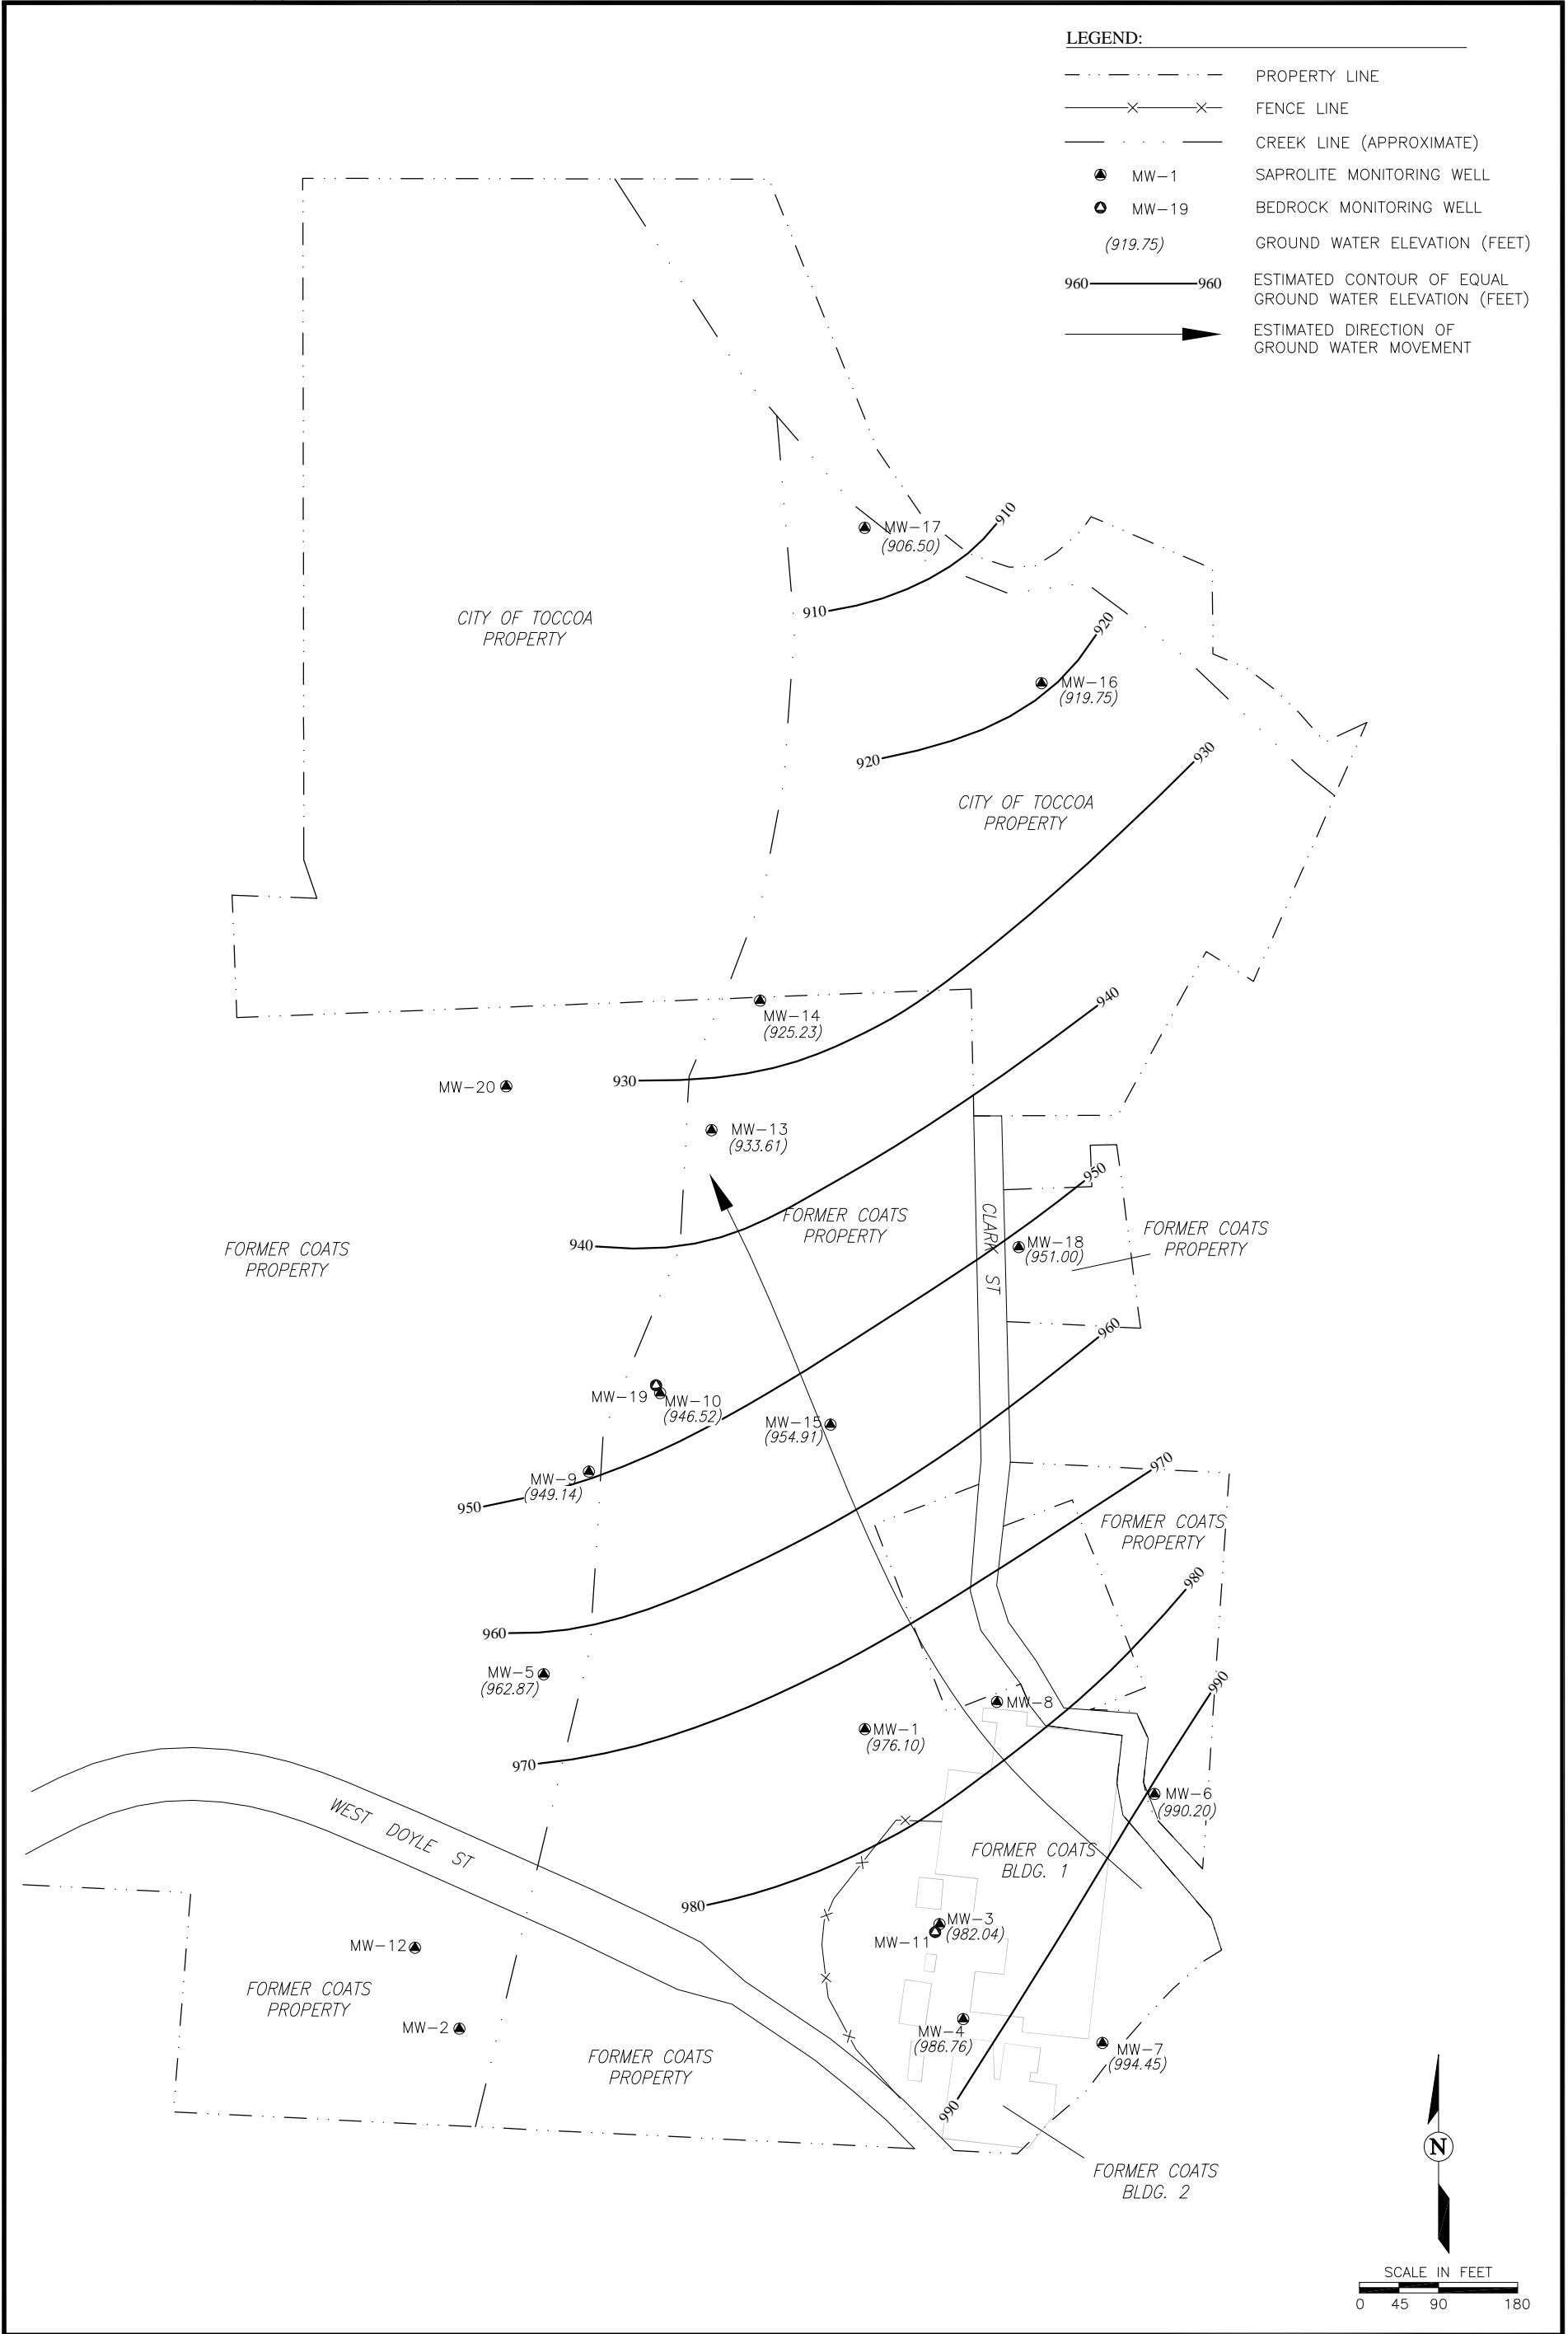 LEGEND:
PROPERTY LINE
FENCE LINE
CREEK LINE (APPROXIMATE)
MW-1 SAPROLITE MONITORING WELL
MW-19 BEDROCK MONITORING WELL
(919.75) GROUND WATER ELEVATION (FEET)
960 960 ESTIMATED CONTOUR OF EQUAL
GROUND WATER ELEVATION (FEET)
ESTIMATED DIRECTION OF
GROUND WATER MOVEMENT
910
MW-17
(906.50)
910
CITY OF TOCCOA
PROPERTY
920
MW-16
(919.75)
920
930
CITY OF TOCCOA
PROPERTY
940
MW-14
(925.23)
930
MW-20
MW-13
(933.61)
950
FORMER COATS
PROPERTY
CLARK ST
FORMER COATS
PROPERTY
940
MW-18
(951.00)
FORMER COATS
PROPERTY
960
MW-19
MW-10
(946.52)
MW-15
(954.91)
970
MW-9
(949.14)
950
FORMER COATS
PROPERTY
980
960
MW-5
(962.87)
990
MW-8
MW-1
(976.10)
970
MW-6
(990.20)
WEST DOYLE ST
FORMER COATS
BLDG. 1
980
MW-3
(982.04)
MW-11
MW-12
FORMER COATS
PROPERTY
MW-2
MW-4
(986.76)
MW-7
(994.45)
FORMER COATS
PROPERTY
990
FORMER COATS
BLDG. 2
N
SCALE IN FEET
0 45 90 180